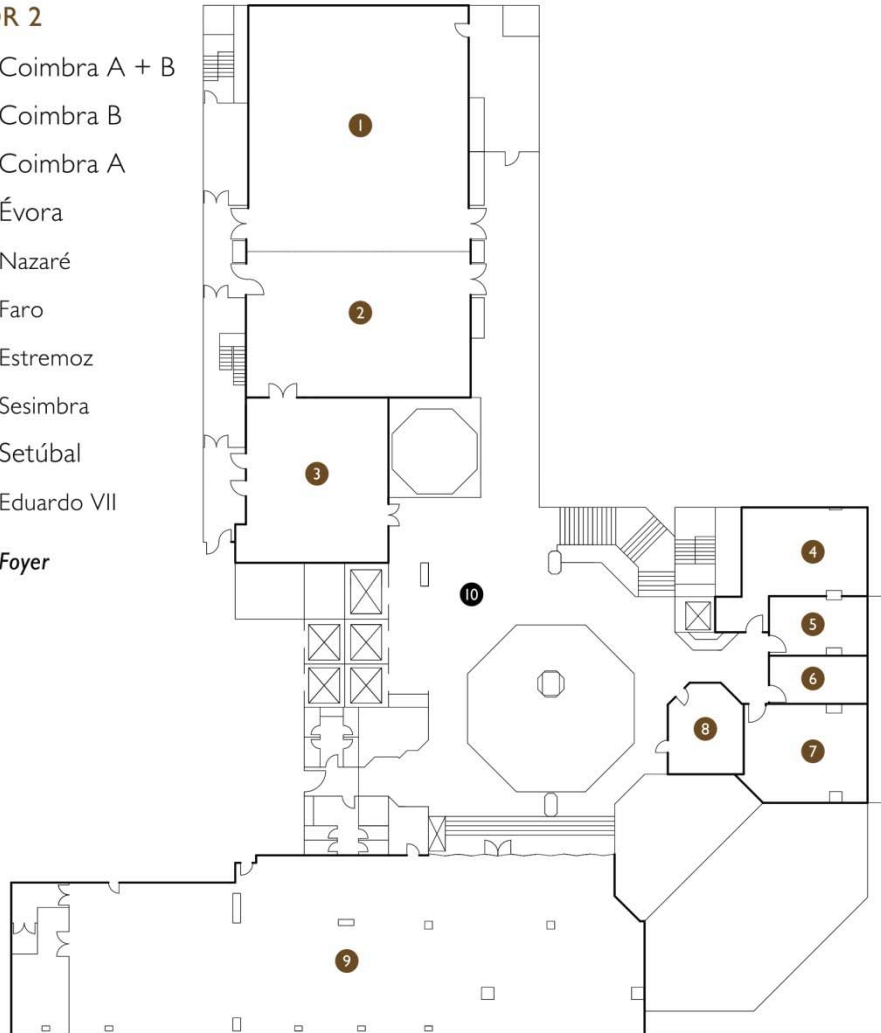 OR 2
Coimbra A + B
Coimbra B
Coimbra A
Évora
Nazaré
Faro
Estremoz
Sesimbra
Setúbal
Eduardo VII
Foyer
1
2
3
4
10
5
6
8
7
9